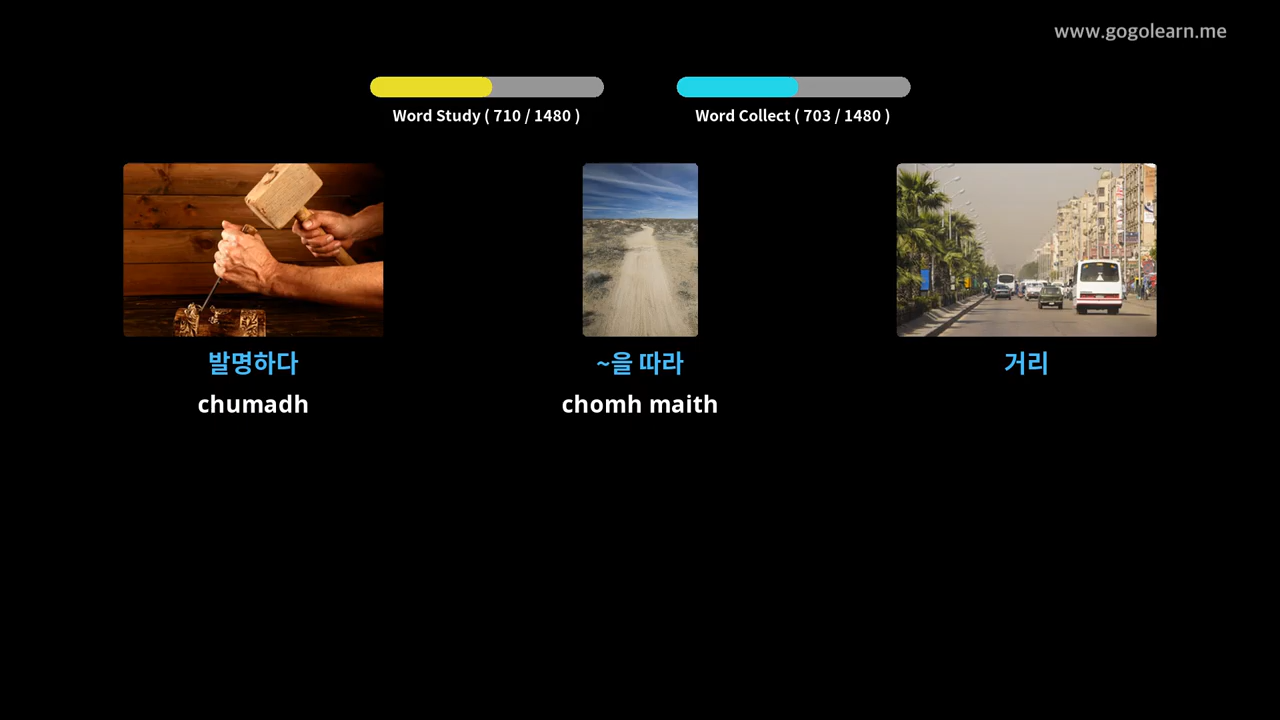 www.gogolearn.me
Word Study ( 710 / 1480 )
Word Collect ( 703 / 1480 )
발명하다
~을 따라
거리
chumadh
chomh maith